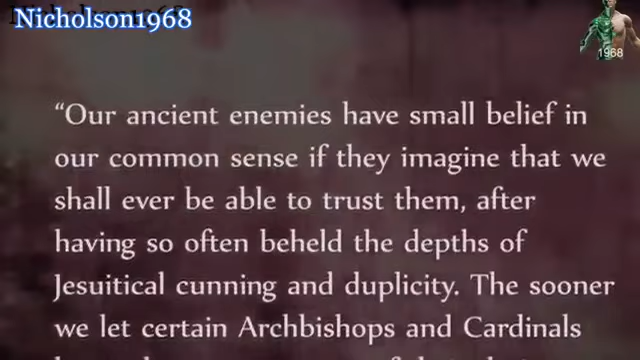 Nicholson1968
1968
“Our ancient enemies have small belief in
our common sense if they imagine that we
shall ever be able to trust them, after
having so often beheld the depths of
Jesuitical cunning and duplicity. The sooner
we let certain Archbishops and Cardinals